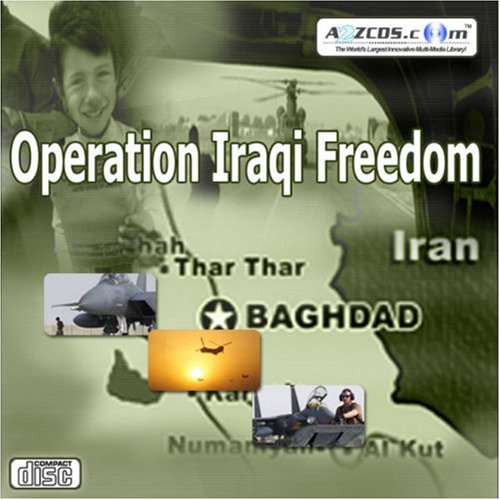 A2ZCDS.c m™
The World's Largest Innovative Multi-Media Library!
Operation Iraqi Freedom
Iran
Thar Thar
BAGHDAD
Al Kut
COMPACT
disc